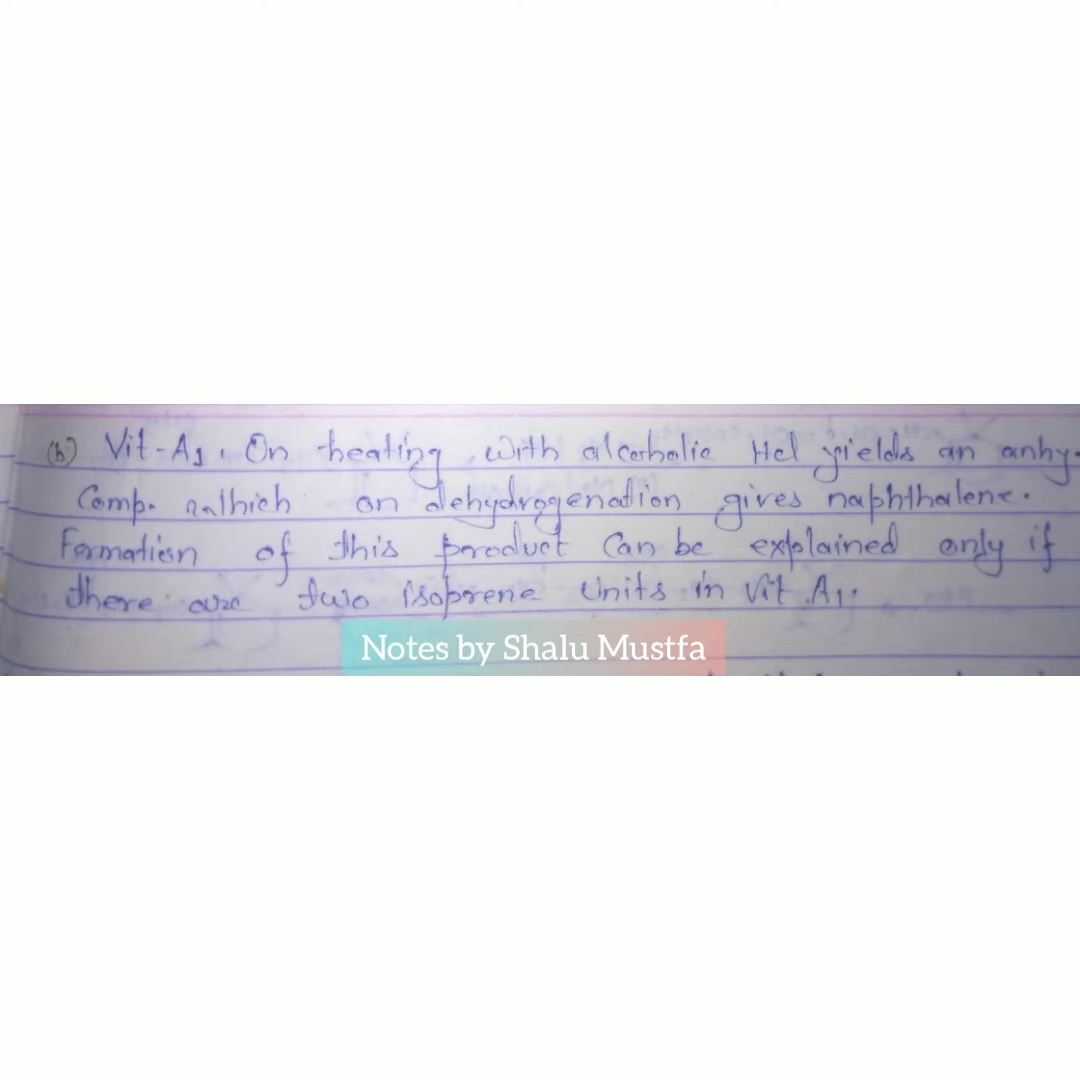 (b) Vit-A1. On heating with alcoholic Hcl yields an anhy.
Comp. which on dehydrogenation gives naphthalene.
Formation of this product can be explained only if
there are two isoprene units in Vit A1.
Notes by Shalu Mustfa